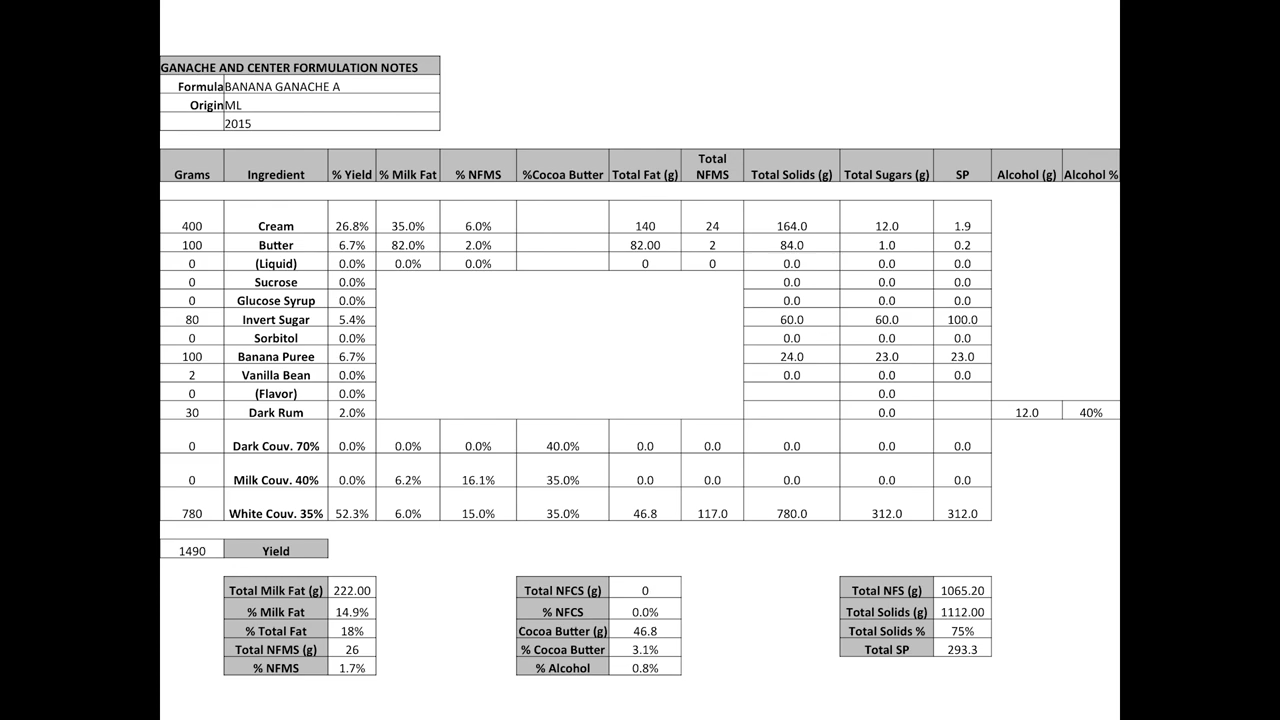 GANACHE AND CENTER FORMULATION NOTES
Formula BANANA GANACHE A
Origin ML
2015
Grams Ingredient % Yield % Milk Fat % NFMS %Cocoa Butter Total Fat (g) Total NFMS Total Solids (g) Total Sugars (g) SP Alcohol (g) Alcohol %
400 Cream 26.8% 35.0% 6.0% 140 24 164.0 12.0 1.9
100 Butter 6.7% 82.0% 2.0% 82.00 2 84.0 1.0 0.2
0 (Liquid) 0.0% 0.0% 0.0% 0 0 0.0 0.0 0.0
0 Sucrose 0.0% 0.0 0.0 0.0
0 Glucose Syrup 0.0% 0.0 0.0 0.0
80 Invert Sugar 5.4% 60.0 60.0 100.0
0 Sorbitol 0.0% 0.0 0.0 0.0
100 Banana Puree 6.7% 24.0 23.0 23.0
2 Vanilla Bean 0.0% 0.0 0.0 0.0
0 (Flavor) 0.0% 0.0
30 Dark Rum 2.0% 0.0 12.0 40%
0 Dark Couv. 70% 0.0% 0.0% 0.0% 40.0% 0.0 0.0 0.0 0.0 0.0
0 Milk Couv. 40% 0.0% 6.2% 16.1% 35.0% 0.0 0.0 0.0 0.0 0.0
780 White Couv. 35% 52.3% 6.0% 15.0% 35.0% 46.8 117.0 780.0 312.0 312.0
1490 Yield
Total Milk Fat (g) 222.00 Total NFCS (g) 0 Total NFS (g) 1065.20
% Milk Fat 14.9% % NFCS 0.0% Total Solids (g) 1112.00
% Total Fat 18% Cocoa Butter (g) 46.8 Total Solids % 75%
Total NFMS (g) 26 % Cocoa Butter 3.1% Total SP 293.3
% NFMS 1.7% % Alcohol 0.8%